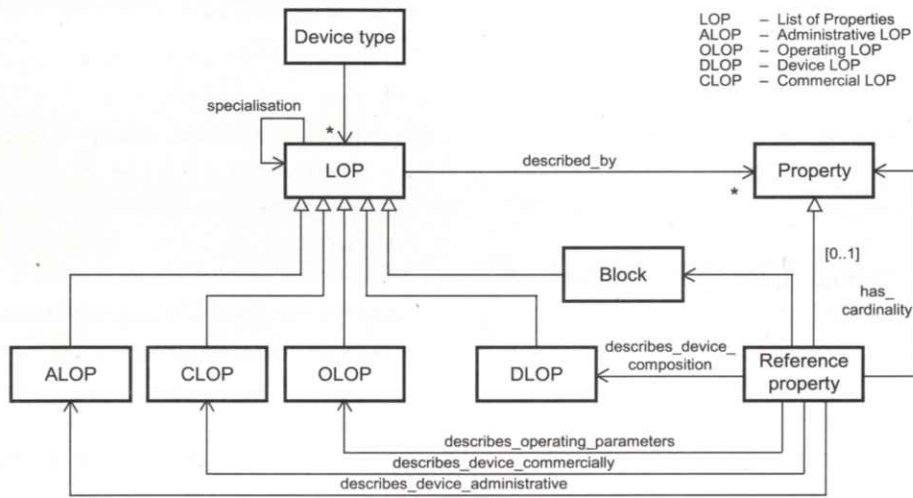 Device type
LOP – List of Properties
ALOP – Administrative LOP
OLOP – Operating LOP
DLOP – Device LOP
CLOP – Commercial LOP
specialisation
*
LOP
described_by
*
Property
[0..1]
Block
has_
cardinality
ALOP
CLOP
OLOP
DLOP
describes_device_
composition
Reference
property
describes_operating_parameters
describes_device_commercially
describes_device_administrative